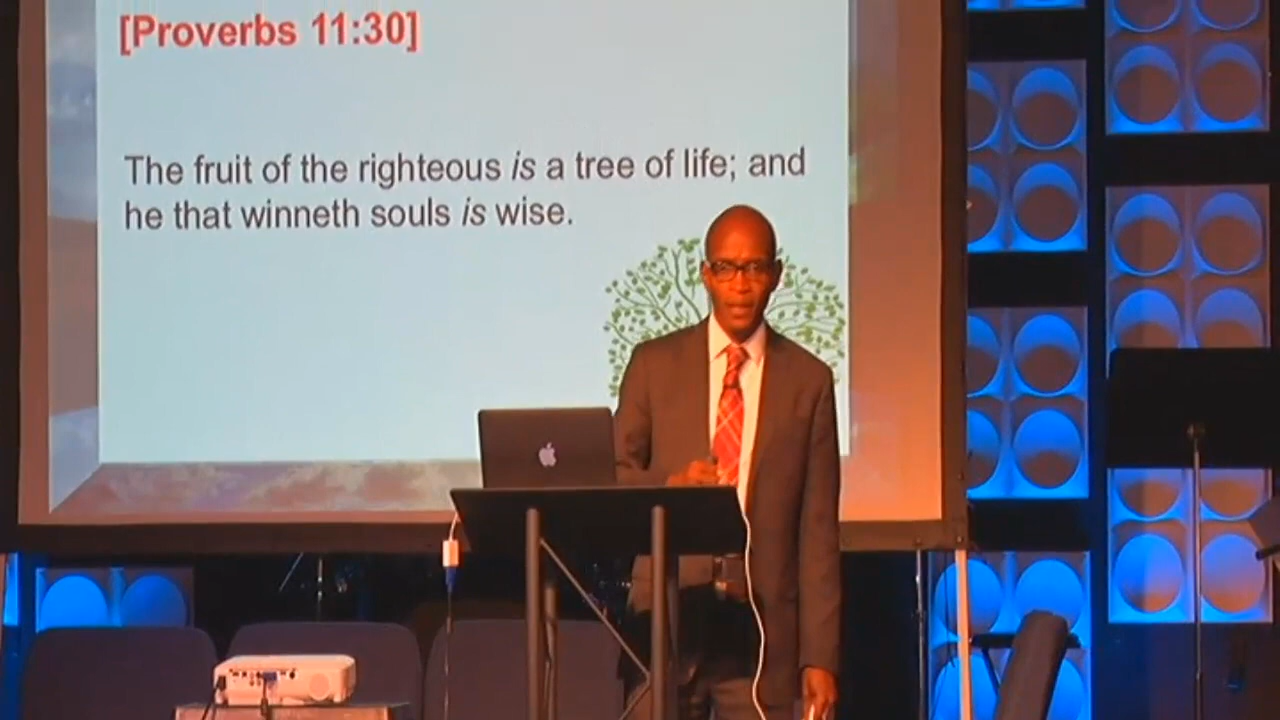 [Proverbs 11:30]
The fruit of the righteous is a tree of life; and
he that winneth souls is wise.